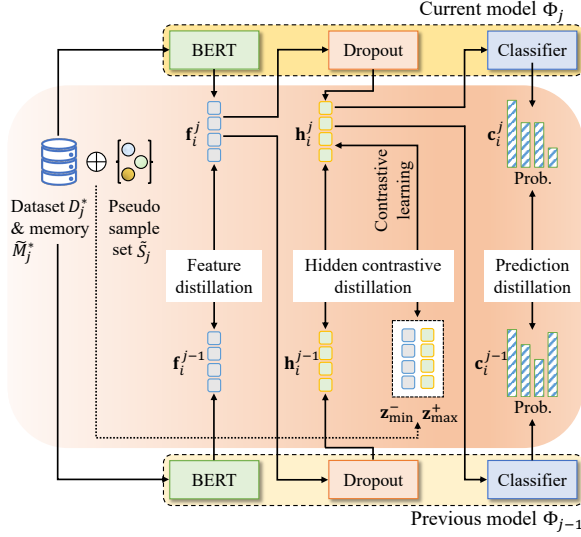 Current model Φ_j
BERT
Dropout
Classifier
f_i^j
h_i^j
c_i^j
Prob.
Contrastive
learning
Dataset D_j^*
& memory
M̃_j^*
Pseudo
sample
set S̃_j
Feature
distillation
Hidden contrastive
distillation
Prediction
distillation
f_i^{j-1}
h_i^{j-1}
z_min^- z_max^+
c_i^{j-1}
Prob.
BERT
Dropout
Classifier
Previous model Φ_{j-1}